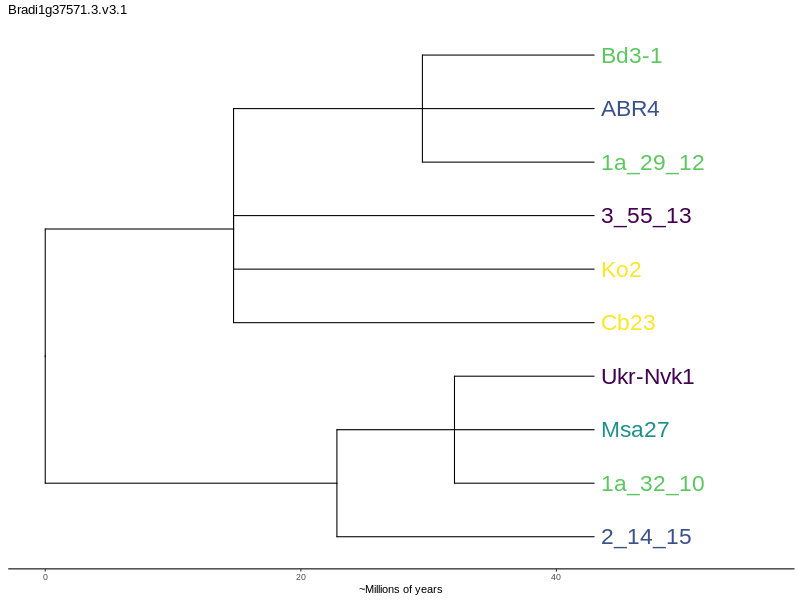 Bradi1g37571.3.v3.1
Bd3-1
ABR4
1a_29_12
3_55_13
Ko2
Cb23
Ukr-Nvk1
Msa27
1a_32_10
2_14_15
0 20 40
~Millions of years